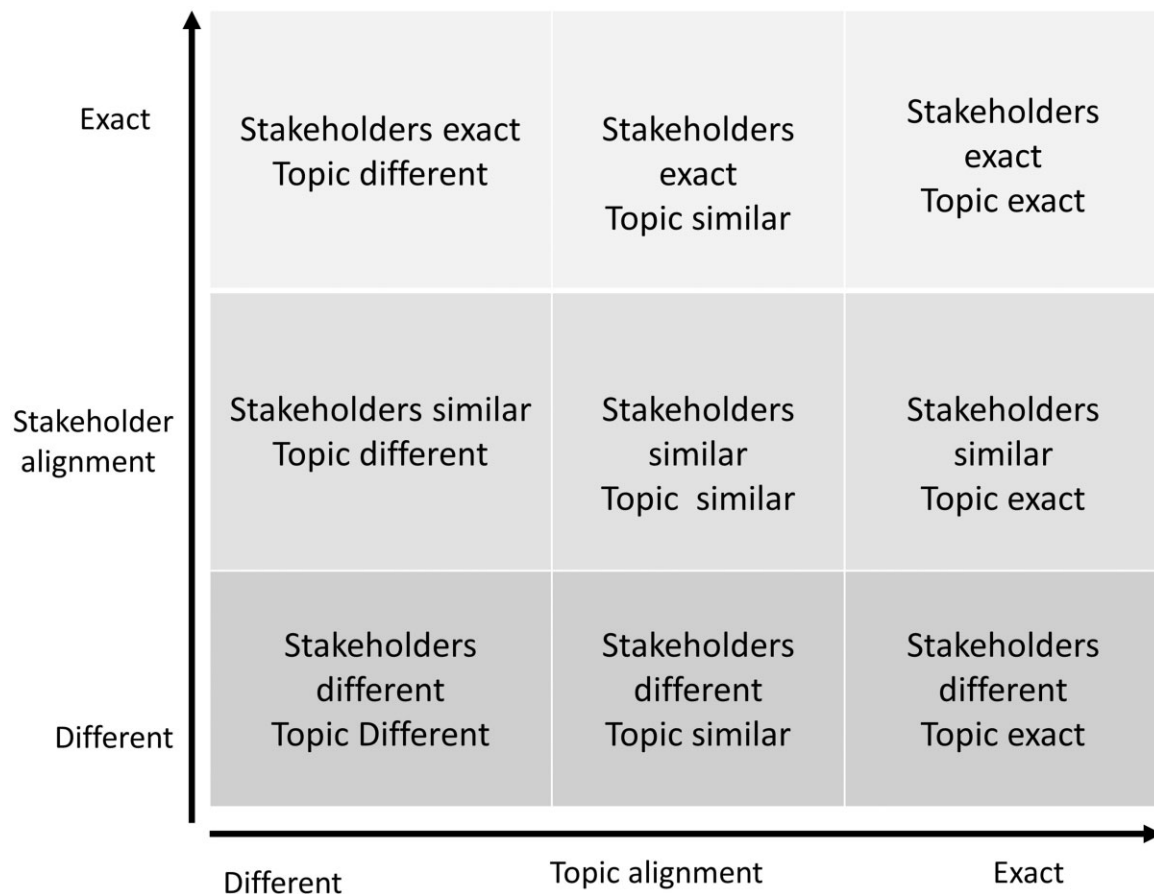 Exact
Stakeholders exact
Topic different
Stakeholders
exact
Topic similar
Stakeholders
exact
Topic exact
Stakeholder
alignment
Stakeholders similar
Topic different
Stakeholders
similar
Topic  similar
Stakeholders
similar
Topic exact
Different
Stakeholders
different
Topic Different
Stakeholders
different
Topic similar
Stakeholders
different
Topic exact
Different
Topic alignment
Exact